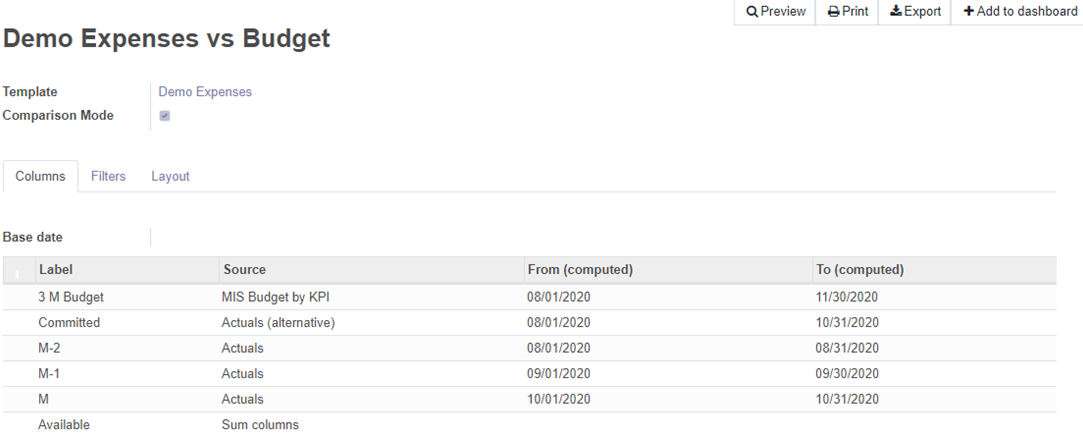 Preview Print Export Add to dashboard
Demo Expenses vs Budget
Template Demo Expenses
Comparison Mode
Columns Filters Layout
Base date
Label Source From (computed) To (computed)
3 M Budget MIS Budget by KPI 08/01/2020 11/30/2020
Committed Actuals (alternative) 08/01/2020 10/31/2020
M-2 Actuals 08/01/2020 08/31/2020
M-1 Actuals 09/01/2020 09/30/2020
M Actuals 10/01/2020 10/31/2020
Available Sum columns